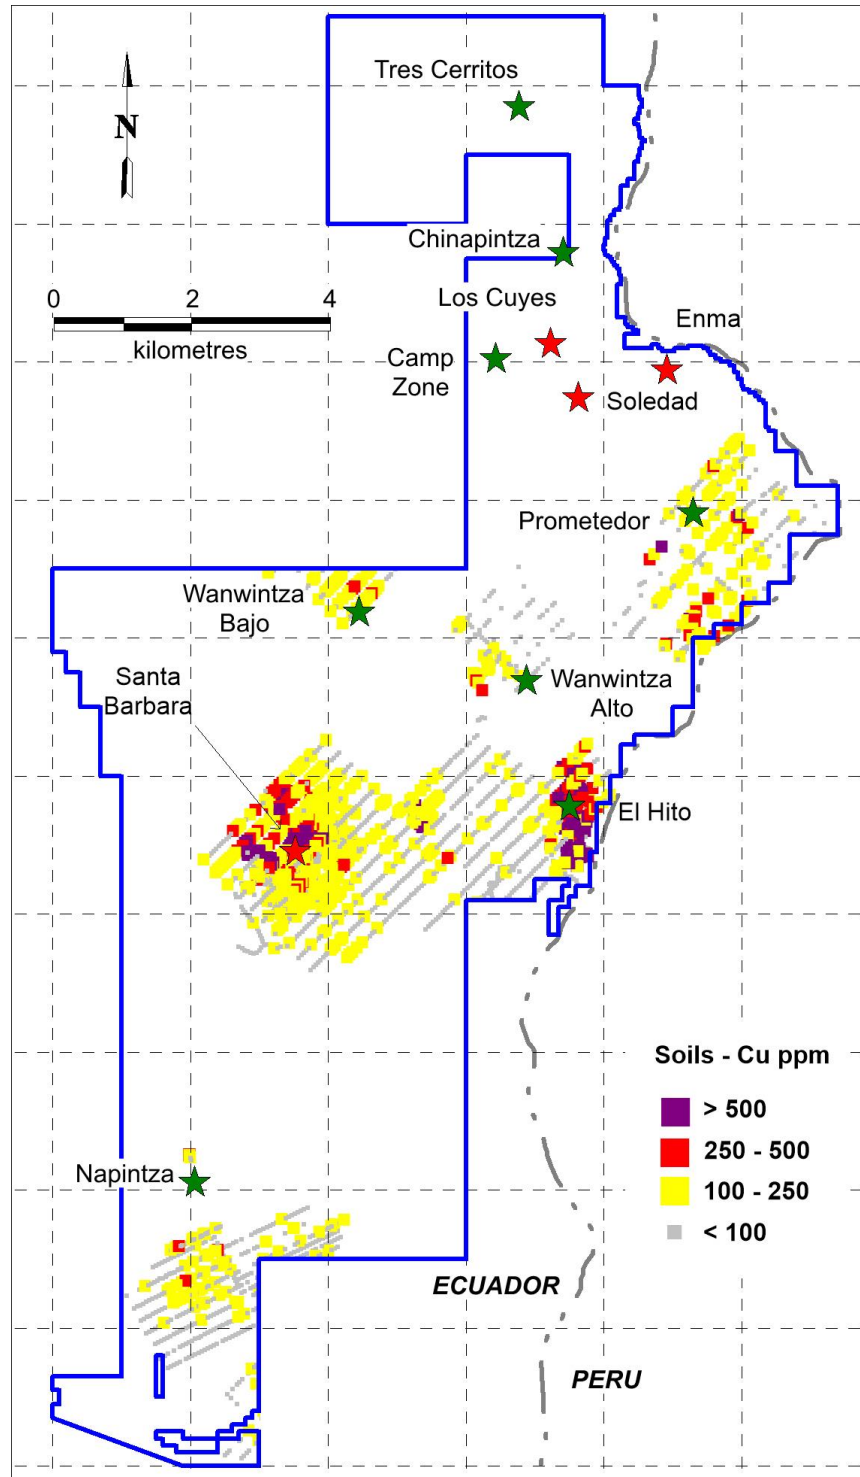 Tres Cerritos
N
Chinapintza
0 2 4
kilometres
Los Cuyes
Enma
Camp
Zone
Soledad
Prometedor
Wanwintza
Bajo
Santa
Barbara
Wanwintza
Alto
El Hito
Soils - Cu ppm
> 500
250 - 500
100 - 250
< 100
Napintza
ECUADOR
PERU